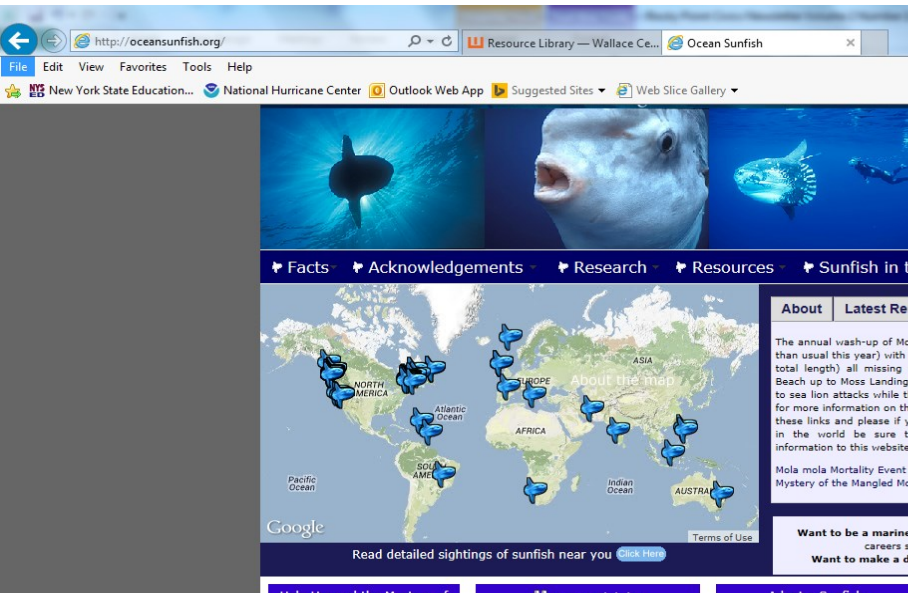 http://oceansunfish.org/
Resource Library — Wallace Ce...
Ocean Sunfish
File Edit View Favorites Tools Help
New York State Education... National Hurricane Center Outlook Web App Suggested Sites Web Slice Gallery
Facts Acknowledgements Research Resources Sunfish in t
ASIA
NORTH
AMERICA
EUROPE
About the map
Atlantic
Ocean
AFRICA
SOU
AME
Pacific
Ocean
Indian
Ocean
AUSTRA
Google
Terms of Use
Read detailed sightings of sunfish near you Click Here
About Latest Re
The annual wash-up of Mo
than usual this year) with
total length) all missing
Beach up to Moss Landing
to sea lion attacks while t
for more information on th
these links and please if y
in the world be sure t
information to this website
Mola mola Mortality Event
Mystery of the Mangled Mo
Want to be a marine
careers s
Want to make a d